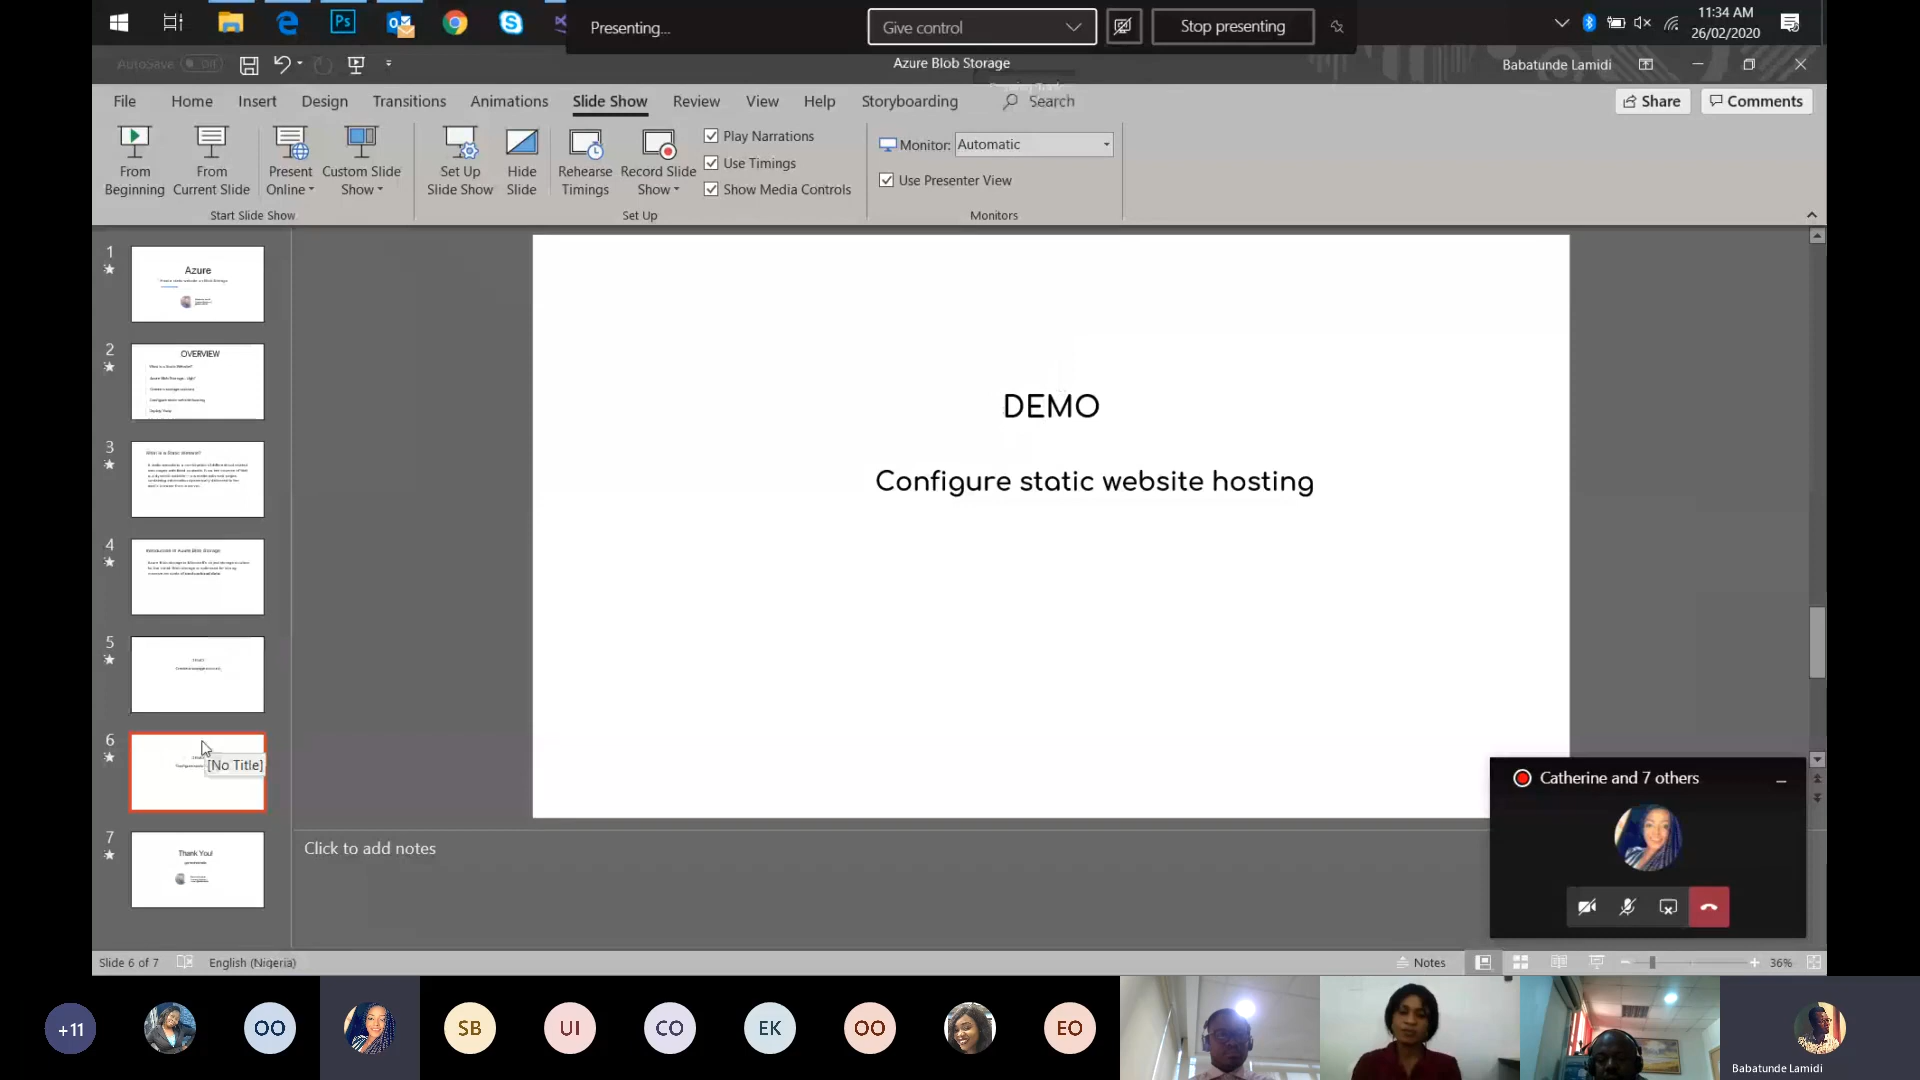 Presenting...
Give control
Stop presenting
11:34 AM
26/02/2020
AutoSave Off
Azure Blob Storage
Babatunde Lamidi
File Home Insert Design Transitions Animations Slide Show Review View Help Storyboarding Search
Share Comments
From Beginning
From Current Slide
Present Online
Custom Slide Show
Set Up Slide Show
Hide Slide
Rehearse Timings
Record Slide Show
Play Narrations
Use Timings
Show Media Controls
Monitor: Automatic
Use Presenter View
Start Slide Show
Set Up
Monitors
1
Azure
2
OVERVIEW
3
4
5
6
[No Title]
7
Thank You!
DEMO
Configure static website hosting
Click to add notes
Catherine and 7 others
Slide 6 of 7
English (Nigeria)
Notes
36%
+11
OO
SB
UI
CO
EK
OO
EO
Babatunde Lamidi